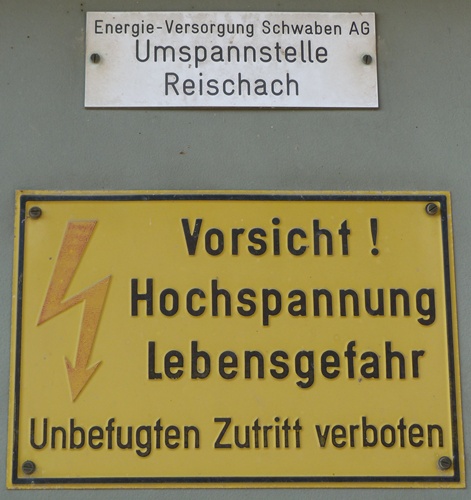 Energie-Versorgung Schwaben AG
Umspannstelle
Reischach
Vorsicht !
Hochspannung
Lebensgefahr
Unbefugten Zutritt verboten